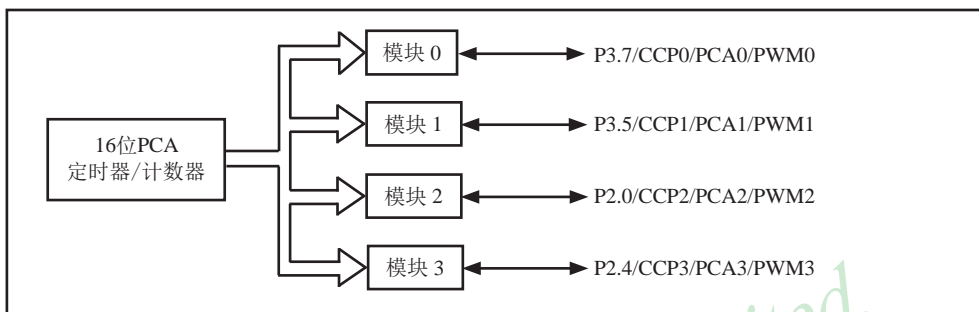 模块 0
P3.7/CCP0/PCA0/PWM0
模块 1
P3.5/CCP1/PCA1/PWM1
16位PCA
定时器/计数器
模块 2
P2.0/CCP2/PCA2/PWM2
模块 3
P2.4/CCP3/PCA3/PWM3